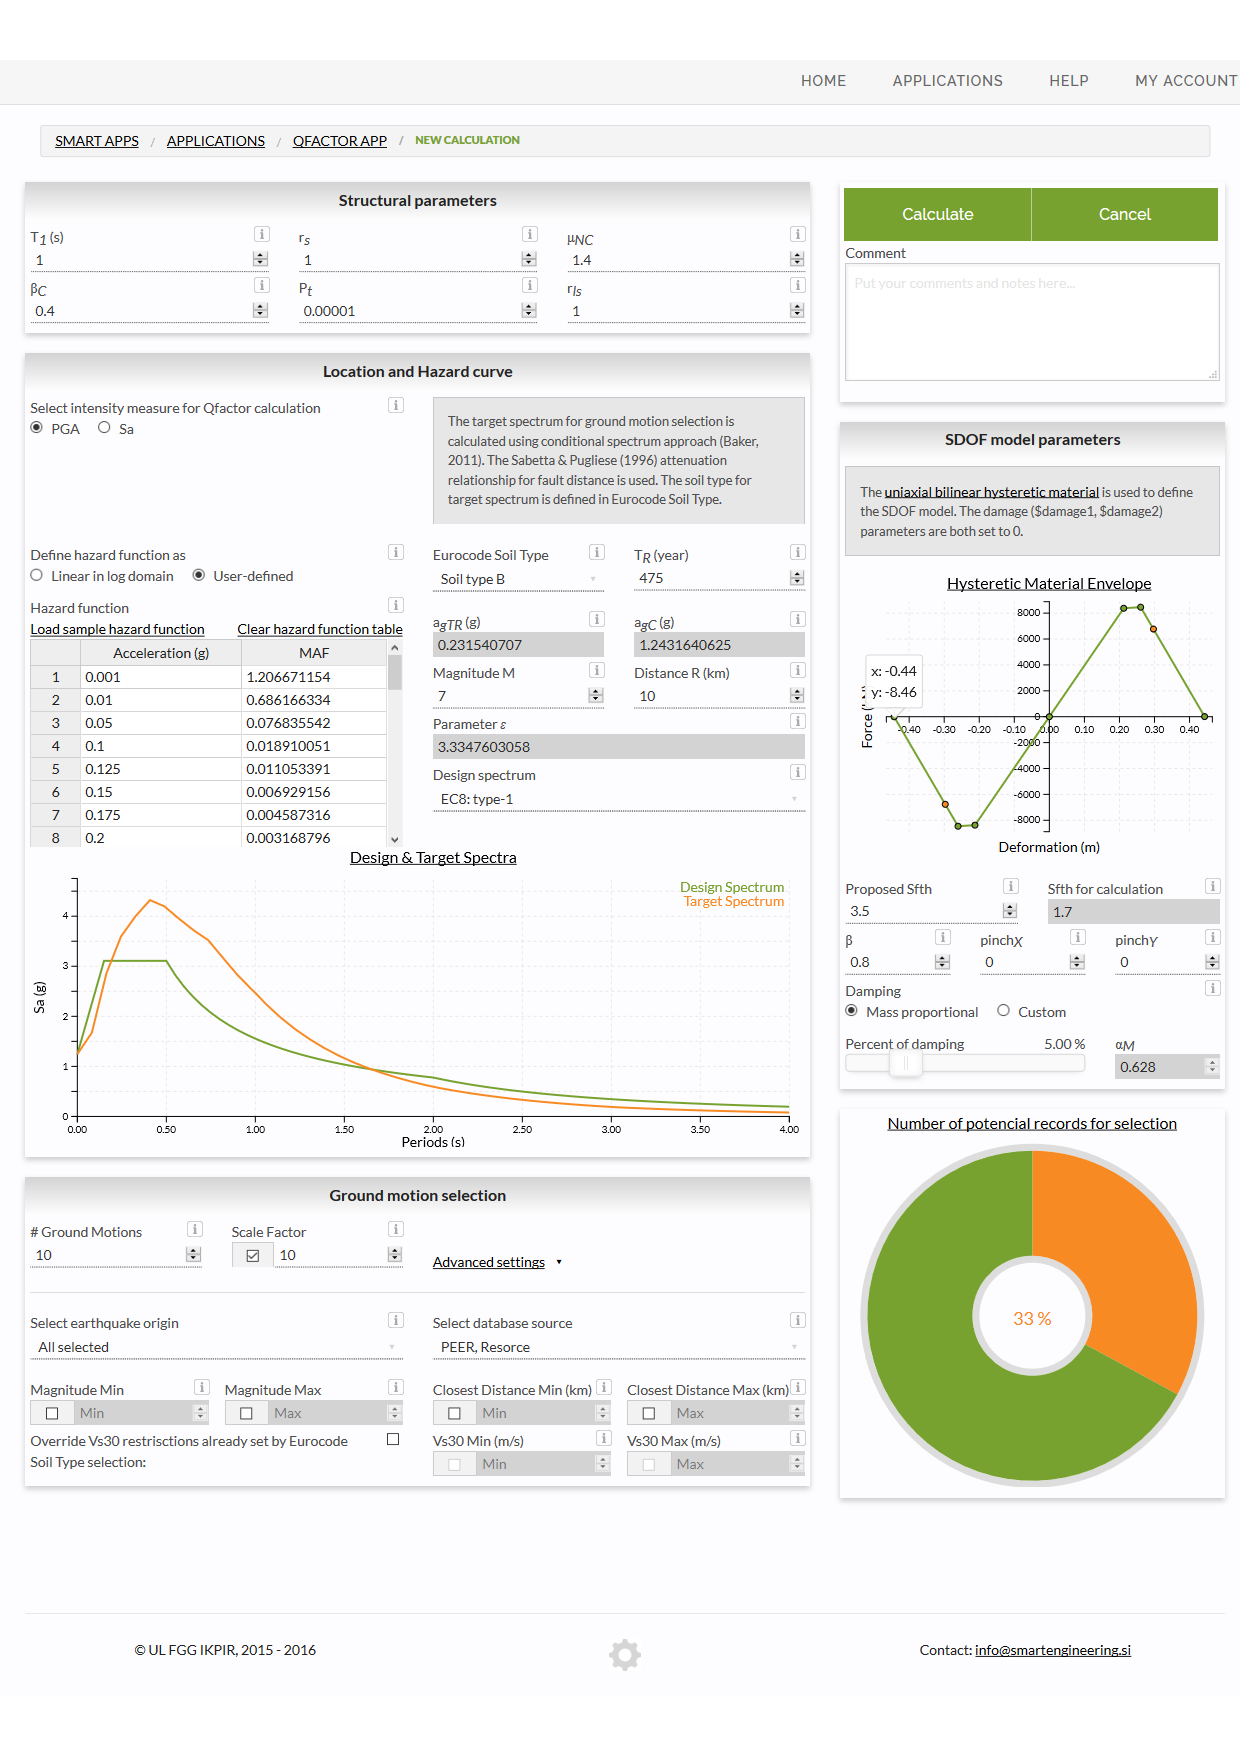 HOME APPLICATIONS HELP MY ACCOUNT
SMART APPS / APPLICATIONS / QFACTOR APP / NEW CALCULATION
Structural parameters
T1 (s) i rs i μNC i
1 1 1.4
βC i Pt i rls i
0.4 0.00001 1
Calculate Cancel
Comment
Put your comments and notes here...
Location and Hazard curve
Select intensity measure for Qfactor calculation i
PGA Sa
The target spectrum for ground motion selection is
calculated using conditional spectrum approach (Baker,
2011). The Sabetta & Pugliese (1996) attenuation
relationship for fault distance is used. The soil type for
target spectrum is defined in Eurocode Soil Type.
Define hazard function as i
Linear in log domain User-defined
Hazard function i
Load sample hazard function Clear hazard function table
Acceleration (g) MAF
1 0.001 1.206671154
2 0.01 0.686166334
3 0.05 0.076835542
4 0.1 0.018910051
5 0.125 0.011053391
6 0.15 0.006929156
7 0.175 0.004587316
8 0.2 0.003168796
Eurocode Soil Type i TR (year) i
Soil type B 475
agTR (g) i agC (g) i
0.231540707 1.2431640625
Magnitude M i Distance R (km) i
7 10
Parameter ε i
3.3347603058
Design spectrum i
EC8: type-1
Design & Target Spectra
Design Spectrum
Target Spectrum
Sa (g)
4
3
2
1
0
0.00 0.50 1.00 1.50 2.00 2.50 3.00 3.50 4.00
Periods (s)
SDOF model parameters
The uniaxial bilinear hysteretic material is used to define
the SDOF model. The damage ($damage1, $damage2)
parameters are both set to 0.
Hysteretic Material Envelope
8000
6000
4000
2000
0
-2000
-4000
-6000
-8000
x: -0.44
y: -8.46
Force (
-0.40 -0.30 -0.20 -0.10 0.00 0.10 0.20 0.30 0.40
Deformation (m)
Proposed Sfth i Sfth for calculation i
3.5 1.7
β i pinchX i pinchY i
0.8 0 0
Damping i
Mass proportional Custom
Percent of damping 5.00 % αM
0.628
Number of potencial records for selection
33 %
Ground motion selection
# Ground Motions i Scale Factor i
10 10
Advanced settings
Select earthquake origin i Select database source i
All selected PEER, Resorce
Magnitude Min i Magnitude Max i Closest Distance Min (km) i Closest Distance Max (km) i
Min Max Min Max
Override Vs30 restrisctions already set by Eurocode
Soil Type selection:
Vs30 Min (m/s) i Vs30 Max (m/s) i
Min Max
© UL FGG IKPIR, 2015 - 2016
Contact: info@smartengineering.si